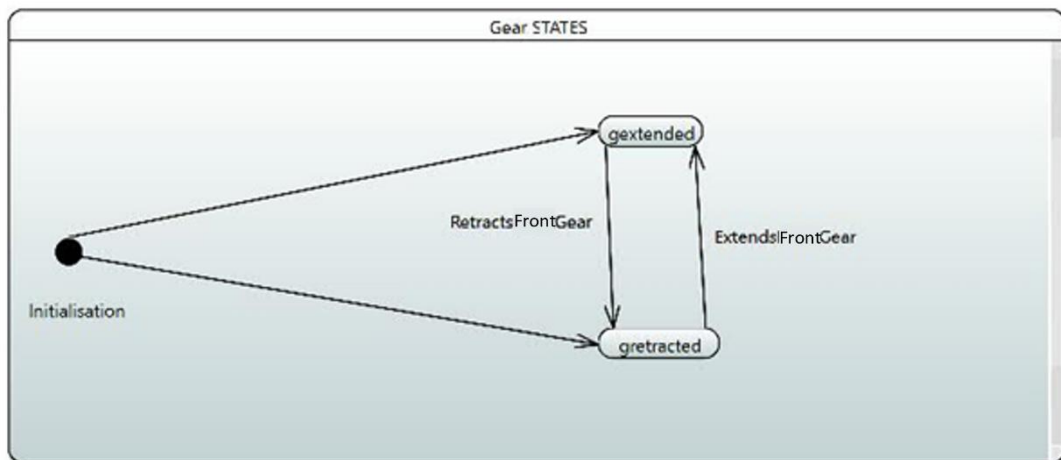 Gear STATES
gextended
RetractsFrontGear
ExtendsFrontGear
Initialisation
gretracted